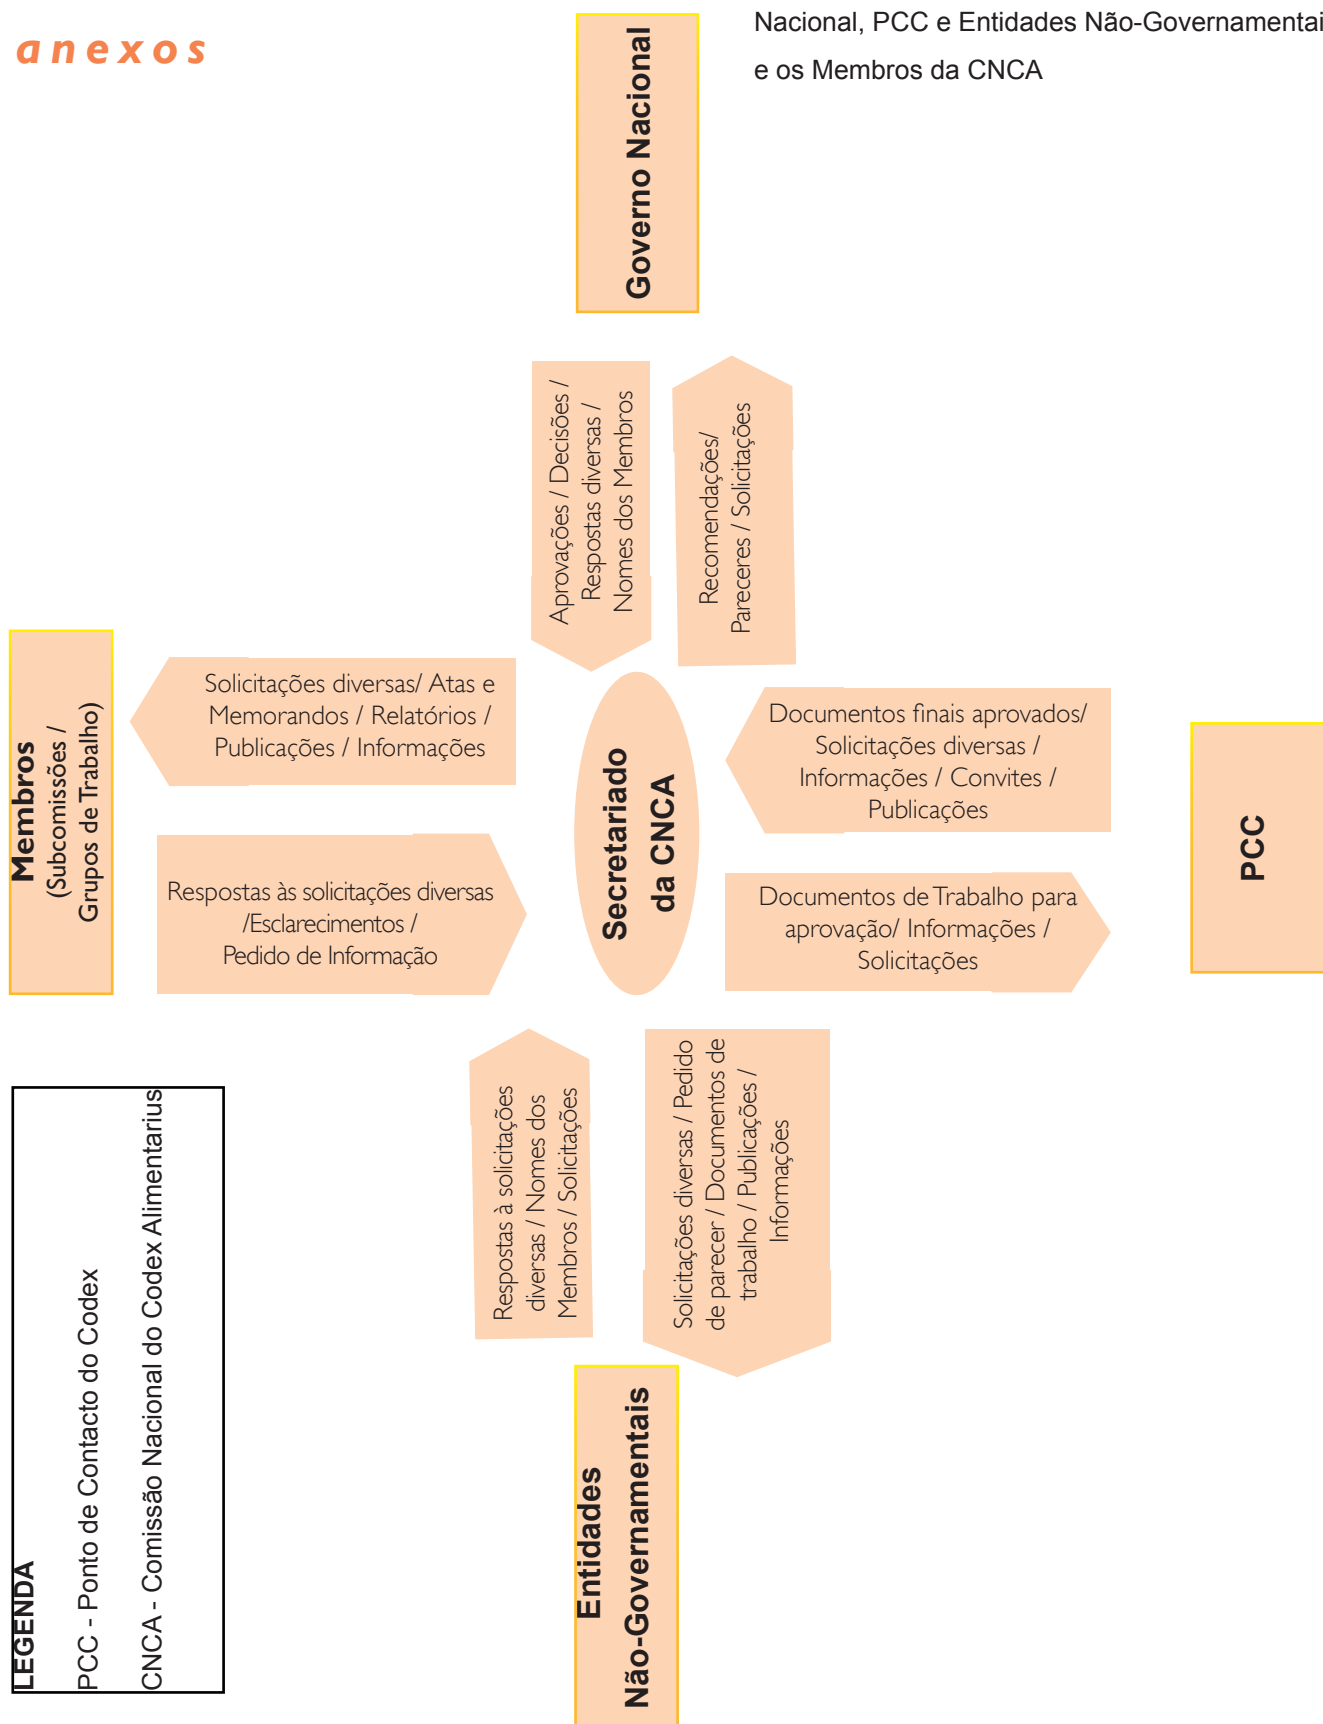 anexos
Nacional, PCC e Entidades Não-Governamentai
e os Membros da CNCA
Governo Nacional
Aprovações / Decisões /
Respostas diversas /
Nomes dos Membros
Recomendações/
Pareceres / Solicitações
Membros
(Subcomissões /
Grupos de Trabalho)
Solicitações diversas/ Atas e
Memorandos / Relatórios /
Publicações / Informações
Respostas às solicitações diversas
/Esclarecimentos /
Pedido de Informação
Secretariado
da CNCA
Documentos finais aprovados/
Solicitações diversas /
Informações / Convites /
Publicações
Documentos de Trabalho para
aprovação/ Informações /
Solicitações
PCC
Respostas à solicitações
diversas / Nomes dos
Membros / Solicitações
Solicitações diversas / Pedido
de parecer / Documentos de
trabalho / Publicações /
Informações
Entidades
Não-Governamentais
LEGENDA
PCC - Ponto de Contacto do Codex
CNCA - Comissão Nacional do Codex Alimentarius